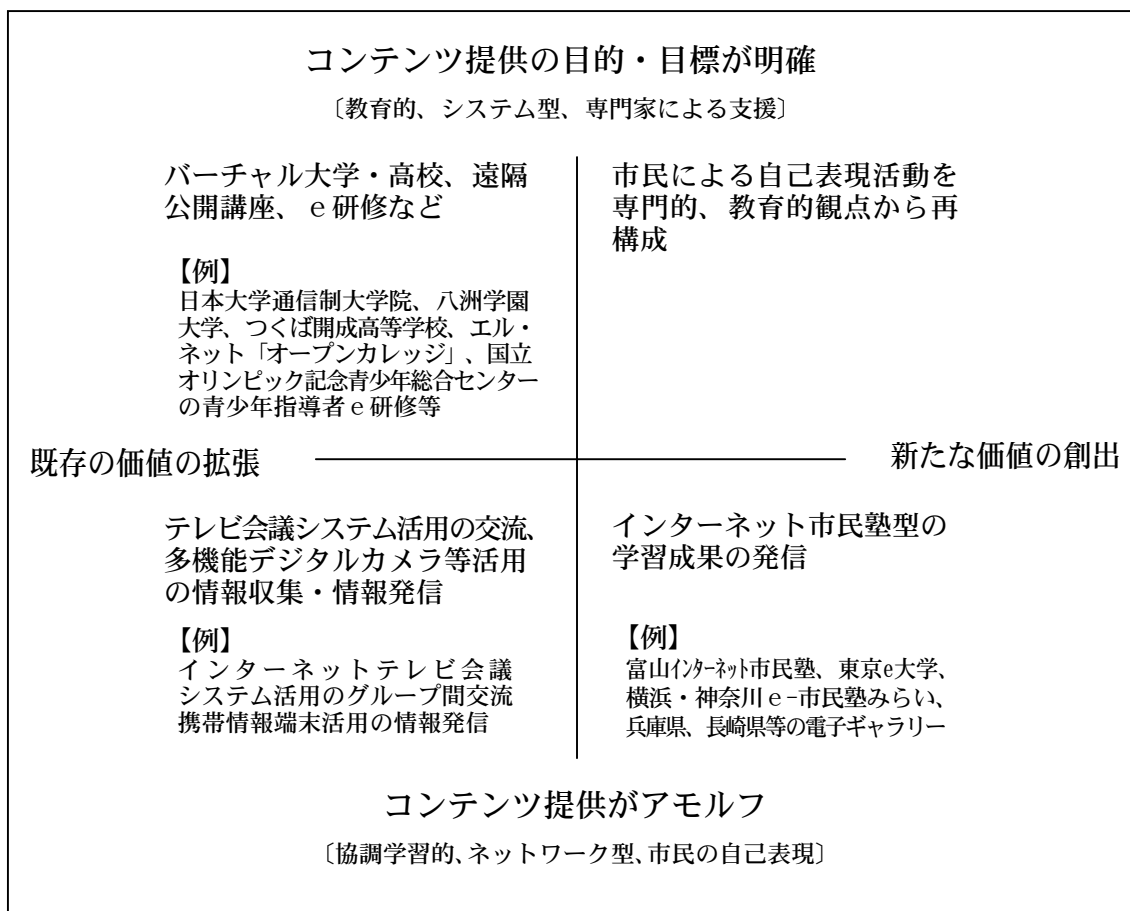 コンテンツ提供の目的・目標が明確
〔教育的、システム型、専門家による支援〕
バーチャル大学・高校、遠隔
公開講座、ｅ研修など
【例】
日本大学通信制大学院、八洲学園
大学、つくば開成高等学校、エル・
ネット「オープンカレッジ」、国立
オリンピック記念青少年総合センター
の青少年指導者ｅ研修等
市民による自己表現活動を
専門的、教育的観点から再
構成
既存の価値の拡張
新たな価値の創出
テレビ会議システム活用の交流、
多機能デジタルカメラ等活用
の情報収集・情報発信
【例】
インターネットテレビ会議
システム活用のグループ間交流
携帯情報端末活用の情報発信
インターネット市民塾型の
学習成果の発信
【例】
富山ｲﾝﾀｰﾈｯﾄ市民塾、東京e大学、
横浜・神奈川ｅ-市民塾みらい、
兵庫県、長崎県等の電子ギャラリー
コンテンツ提供がアモルフ
〔協調学習的、ネットワーク型、市民の自己表現〕